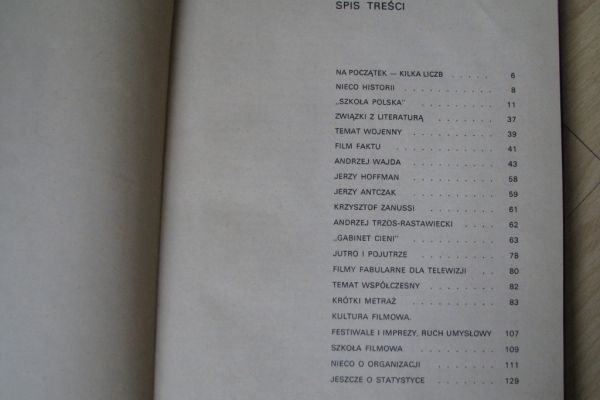 SPIS TREŚCI
NA POCZĄTEK — KILKA LICZB . . . . . 6
NIECO HISTORII . . . . . . . . 8
„SZKOŁA POLSKA" . . . . . . . . 11
ZWIĄZKI Z LITERATURĄ . . . . . . 37
TEMAT WOJENNY . . . . . . . . 39
FILM FAKTU . . . . . . . . . 41
ANDRZEJ WAJDA . . . . . . . . 43
JERZY HOFFMAN . . . . . . . . 58
JERZY ANTCZAK . . . . . . . . 59
KRZYSZTOF ZANUSSI . . . . . . . 61
ANDRZEJ TRZOS-RASTAWIECKI . . . . 62
„GABINET CIENI" . . . . . . . . 63
JUTRO I POJUTRZE . . . . . . . 78
FILMY FABULARNE DLA TELEWIZJI . . 80
TEMAT WSPÓŁCZESNY . . . . . . . 82
KRÓTKI METRAŻ . . . . . . . . 83
KULTURA FILMOWA.
FESTIWALE I IMPREZY, RUCH UMYSŁOWY 107
SZKOŁA FILMOWA . . . . . . . . 109
NIECO O ORGANIZACJI . . . . . . 111
JESZCZE O STATYSTYCE . . . . . . 129